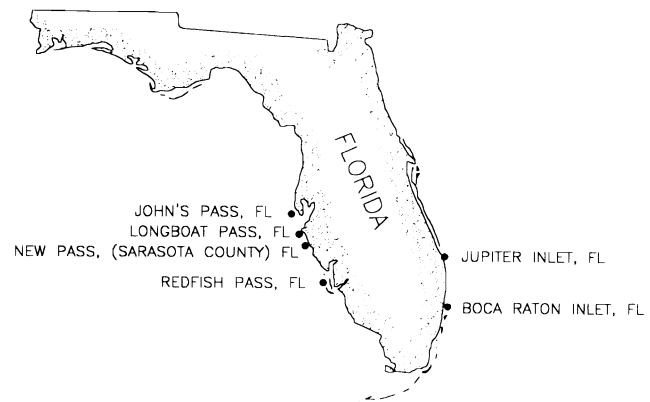 FLORIDA
JOHN'S PASS, FL
LONGBOAT PASS, FL
NEW PASS, (SARASOTA COUNTY) FL
REDFISH PASS, FL
JUPITER INLET, FL
BOCA RATON INLET, FL